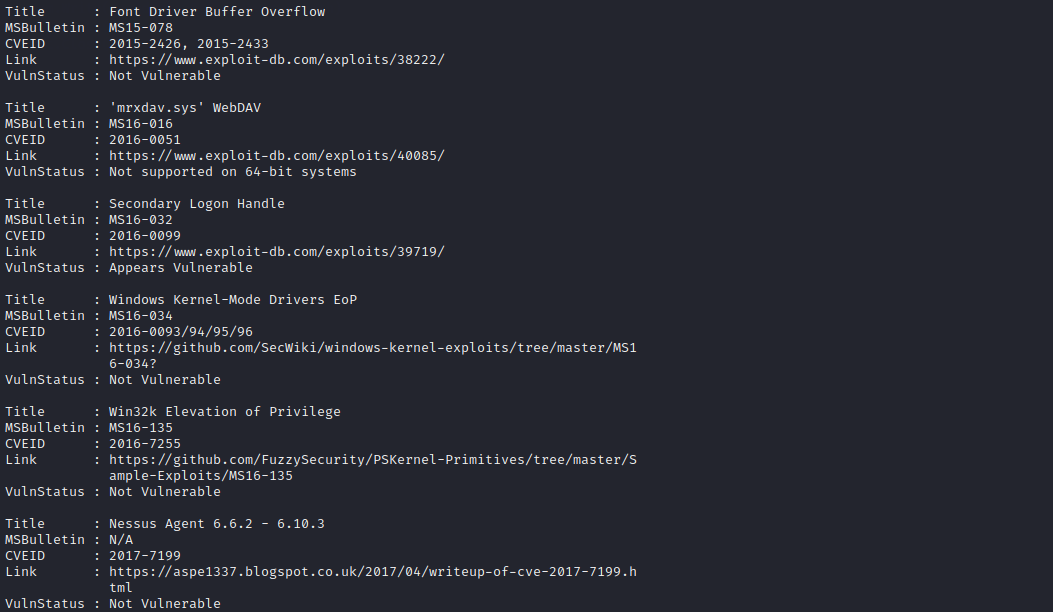 Title      : Font Driver Buffer Overflow
MSBulletin : MS15-078
CVEID      : 2015-2426, 2015-2433
Link       : https://www.exploit-db.com/exploits/38222/
VulnStatus : Not Vulnerable

Title      : 'mrxdav.sys' WebDAV
MSBulletin : MS16-016
CVEID      : 2016-0051
Link       : https://www.exploit-db.com/exploits/40085/
VulnStatus : Not supported on 64-bit systems

Title      : Secondary Logon Handle
MSBulletin : MS16-032
CVEID      : 2016-0099
Link       : https://www.exploit-db.com/exploits/39719/
VulnStatus : Appears Vulnerable

Title      : Windows Kernel-Mode Drivers EoP
MSBulletin : MS16-034
CVEID      : 2016-0093/94/95/96
Link       : https://github.com/SecWiki/windows-kernel-exploits/tree/master/MS1
             6-034?
VulnStatus : Not Vulnerable

Title      : Win32k Elevation of Privilege
MSBulletin : MS16-135
CVEID      : 2016-7255
Link       : https://github.com/FuzzySecurity/PSKernel-Primitives/tree/master/S
             ample-Exploits/MS16-135
VulnStatus : Not Vulnerable

Title      : Nessus Agent 6.6.2 - 6.10.3
MSBulletin : N/A
CVEID      : 2017-7199
Link       : https://aspe1337.blogspot.co.uk/2017/04/writeup-of-cve-2017-7199.h
             tml
VulnStatus : Not Vulnerable